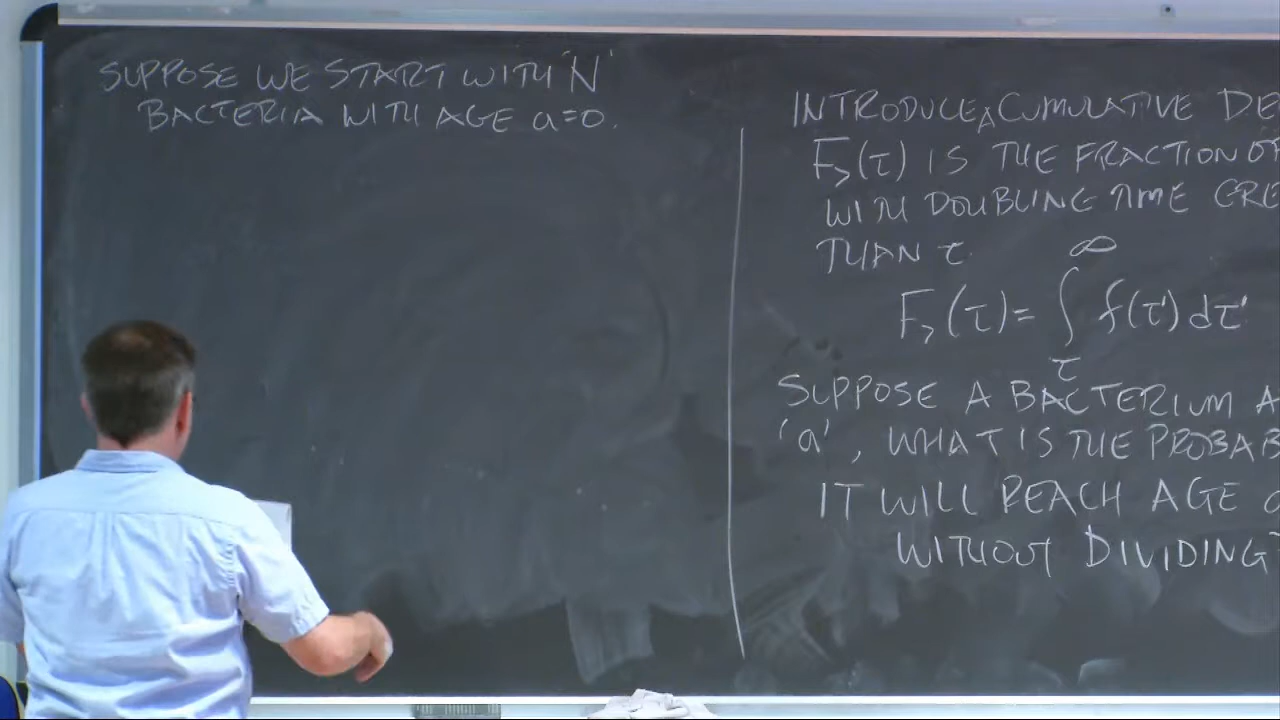 SUPPOSE WE START WITH 'N'
BACTERIA WITH AGE a=0.
INTRODUCE A CUMULATIVE DE
F>(τ) IS THE FRACTION OF
WITH DOUBLING TIME GRE
THAN τ
F>(τ)= ∫τ∞ f(τ')dτ'
SUPPOSE A BACTERIUM A
'a', WHAT IS THE PROBAB
IT WILL REACH AGE
WITHOUT DIVIDING